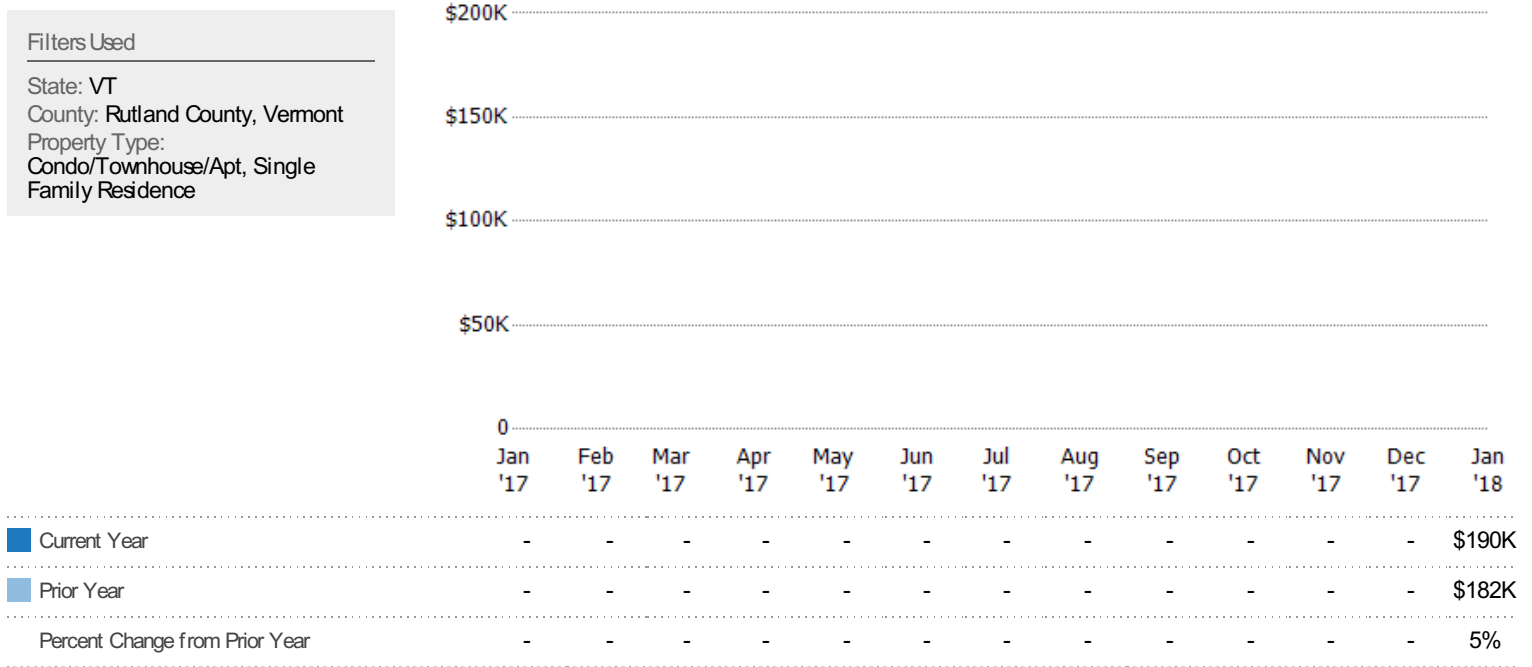 Filters Used
State: VT
County: Rutland County, Vermont
Property Type:
Condo/Townhouse/Apt, Single
Family Residence
$200K
$150K
$100K
$50K
0
Jan Feb Mar Apr May Jun Jul Aug Sep Oct Nov Dec Jan
'17 '17 '17 '17 '17 '17 '17 '17 '17 '17 '17 '17 '18
Current Year - - - - - - - - - - - - $190K
Prior Year - - - - - - - - - - - - $182K
Percent Change from Prior Year - - - - - - - - - - - - 5%